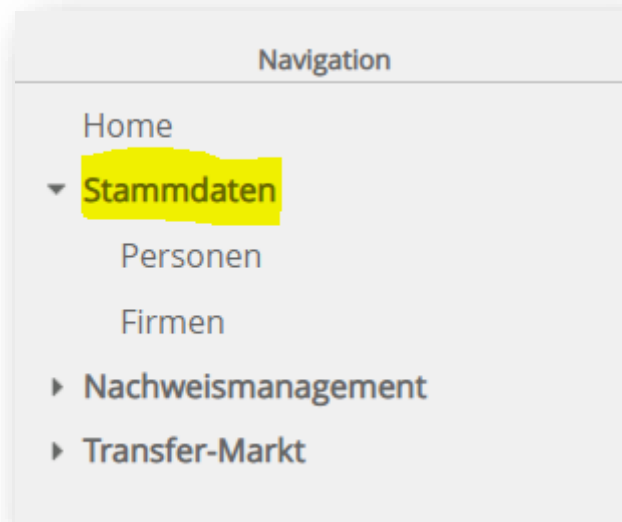 Navigation
Home
Stammdaten
Personen
Firmen
Nachweismanagement
Transfer-Markt